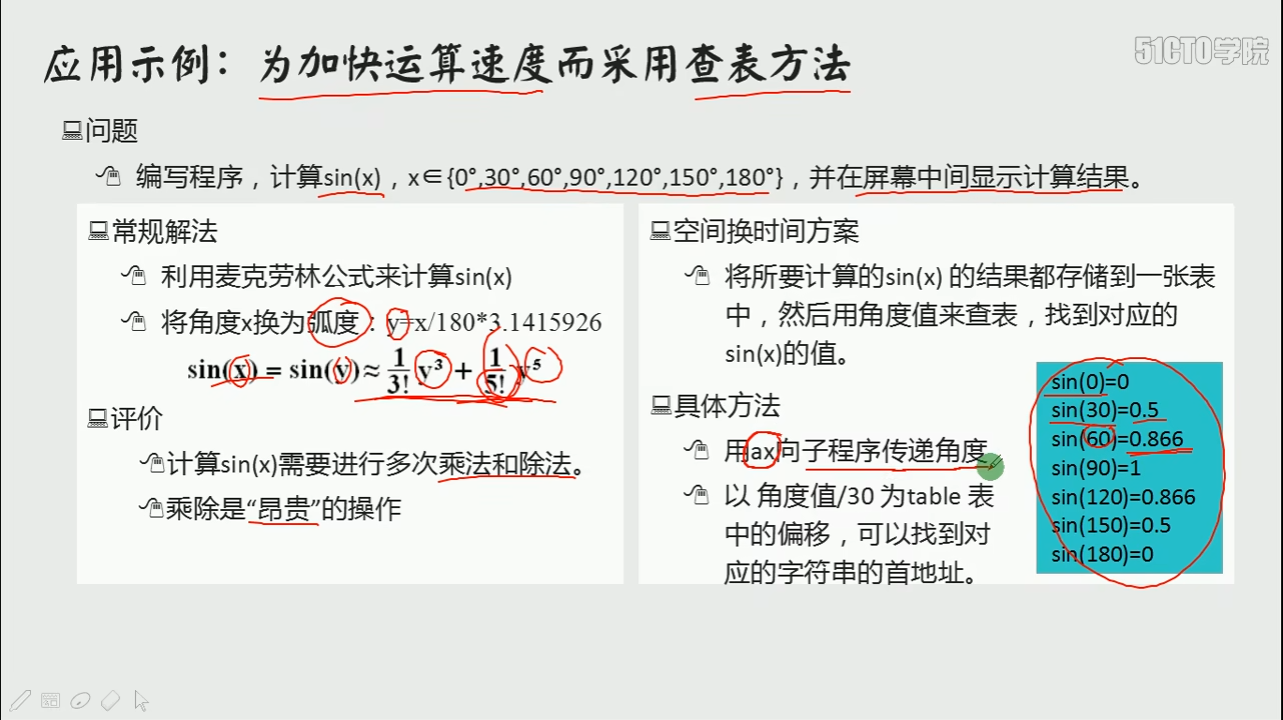 应用示例：为加快运算速度而采用查表方法
51CTO学院
问题
编写程序，计算sin(x)，x∈{0°,30°,60°,90°,120°,150°,180°}，并在屏幕中间显示计算结果。
常规解法
利用麦克劳林公式来计算sin(x)
将角度x换为弧度：y=x/180*3.1415926
sin(x) = sin(y)≈ 1/3! y³ + 1/5! y⁵
评价
计算sin(x)需要进行多次乘法和除法。
乘除是“昂贵”的操作
空间换时间方案
将所要计算的sin(x) 的结果都存储到一张表
中，然后用角度值来查表，找到对应的
sin(x)的值。
具体方法
用ax向子程序传递角度
以 角度值/30 为table 表
中的偏移，可以找到对
应的字符串的首地址。
sin(0)=0
sin(30)=0.5
sin(60)=0.866
sin(90)=1
sin(120)=0.866
sin(150)=0.5
sin(180)=0